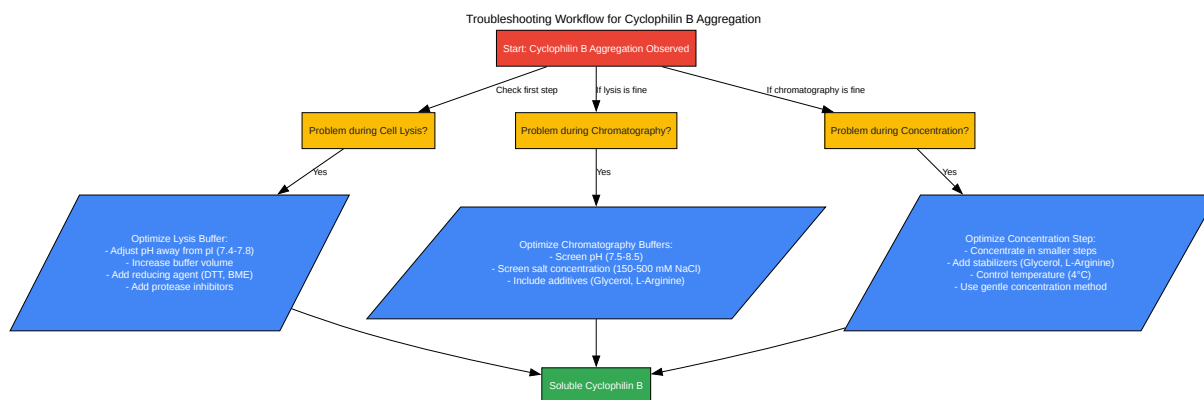 Troubleshooting Workflow for Cyclophilin B Aggregation
Start: Cyclophilin B Aggregation Observed
Check first step
If lysis is fine
If chromatography is fine
Problem during Cell Lysis?
Problem during Chromatography?
Problem during Concentration?
Yes
Yes
Yes
Optimize Lysis Buffer:
- Adjust pH away from pI (7.4-7.8)
- Increase buffer volume
- Add reducing agent (DTT, BME)
- Add protease inhibitors
Optimize Chromatography Buffers:
- Screen pH (7.5-8.5)
- Screen salt concentration (150-500 mM NaCl)
- Include additives (Glycerol, L-Arginine)
Optimize Concentration Step:
- Concentrate in smaller steps
- Add stabilizers (Glycerol, L-Arginine)
- Control temperature (4°C)
- Use gentle concentration method
Soluble Cyclophilin B